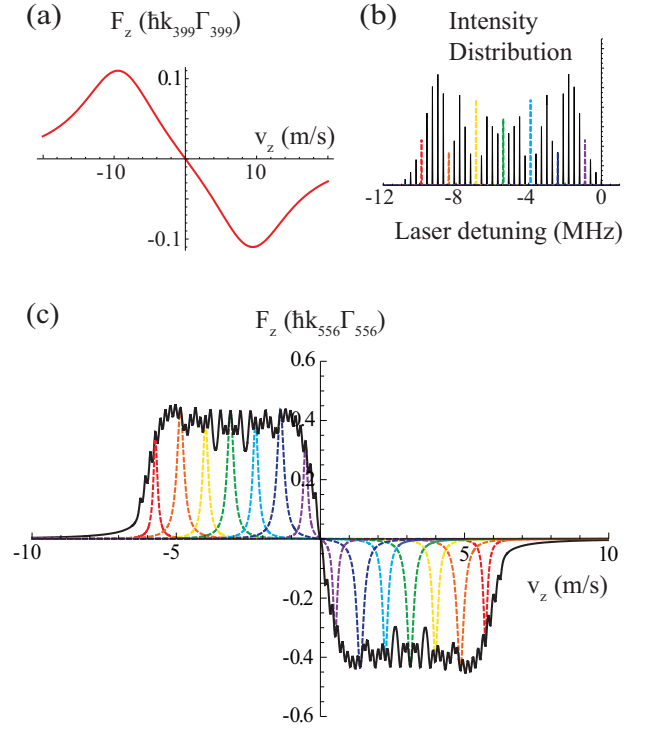 (a)
F_z (ħk_399Γ_399)
0.1
v_z (m/s)
-10
10
-0.1
(b)
Intensity
Distribution
-12
-8
-4
0
Laser detuning (MHz)
(c)
F_z (ħk_556Γ_556)
0.6
0.4
0.2
-10
-5
5
10
v_z (m/s)
-0.2
-0.4
-0.6